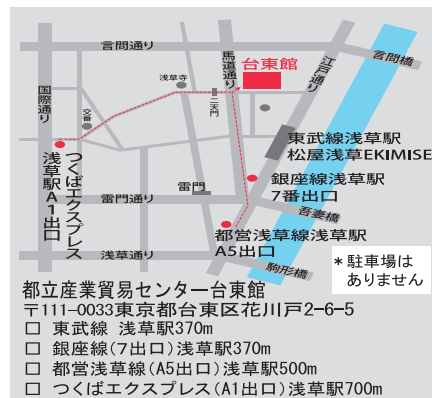 言問通り
馬道通り
台東館
江戸通り
言問橋
国際通り
浅草寺
交番
二天門
東武線浅草駅
松屋浅草EKIMISE
つくばエクスプレス
浅草駅A1出口
雷門
銀座線浅草駅
7番出口
雷門通り
吾妻橋
都営浅草線浅草駅
A5出口
浅草通り
駒形橋
*駐車場は
ありません
都立産業貿易センター台東館
〒111-0033東京都台東区花川戸2-6-5
□ 東武線 浅草駅370m
□ 銀座線(7出口)浅草駅370m
□ 都営浅草線(A5出口)浅草駅500m
□ つくばエクスプレス(A1出口)浅草駅700m